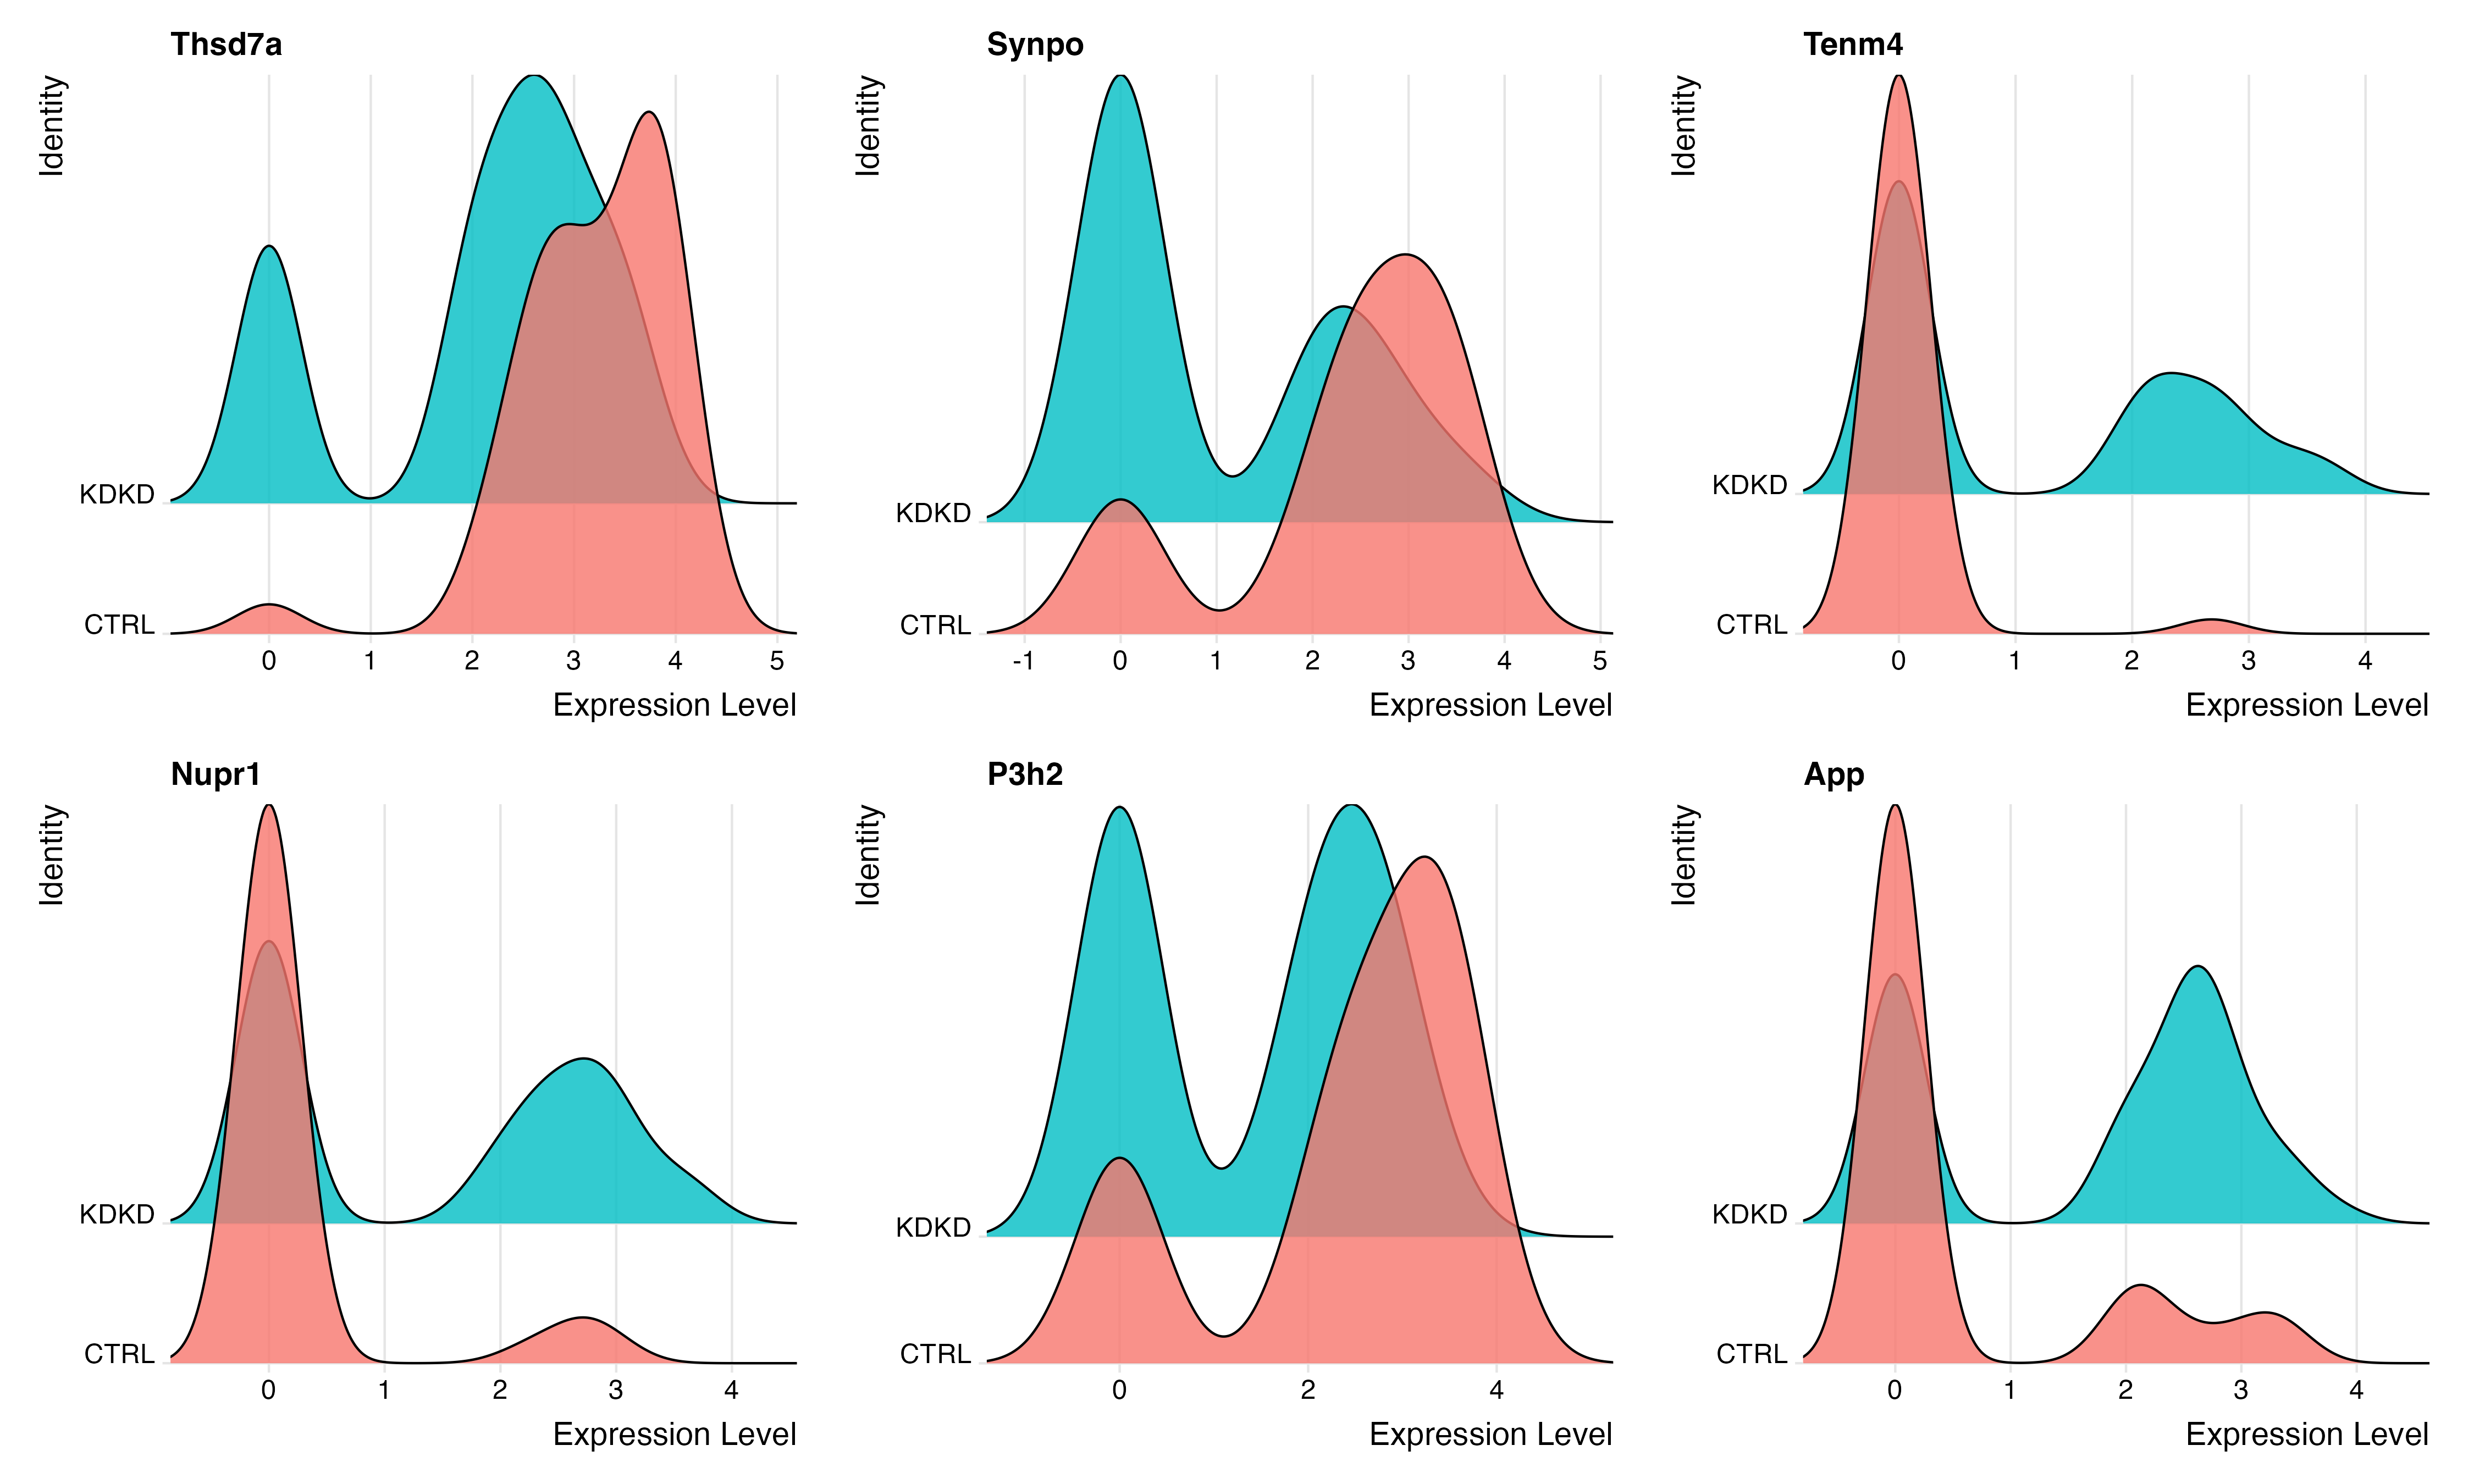 Thsd7a
Identity
KDKD
CTRL
0 1 2 3 4 5
Expression Level
Synpo
Identity
KDKD
CTRL
-1 0 1 2 3 4 5
Expression Level
Tenm4
Identity
KDKD
CTRL
0 1 2 3 4
Expression Level
Nupr1
Identity
KDKD
CTRL
0 1 2 3 4
Expression Level
P3h2
Identity
KDKD
CTRL
0 2 4
Expression Level
App
Identity
KDKD
CTRL
0 1 2 3 4
Expression Level